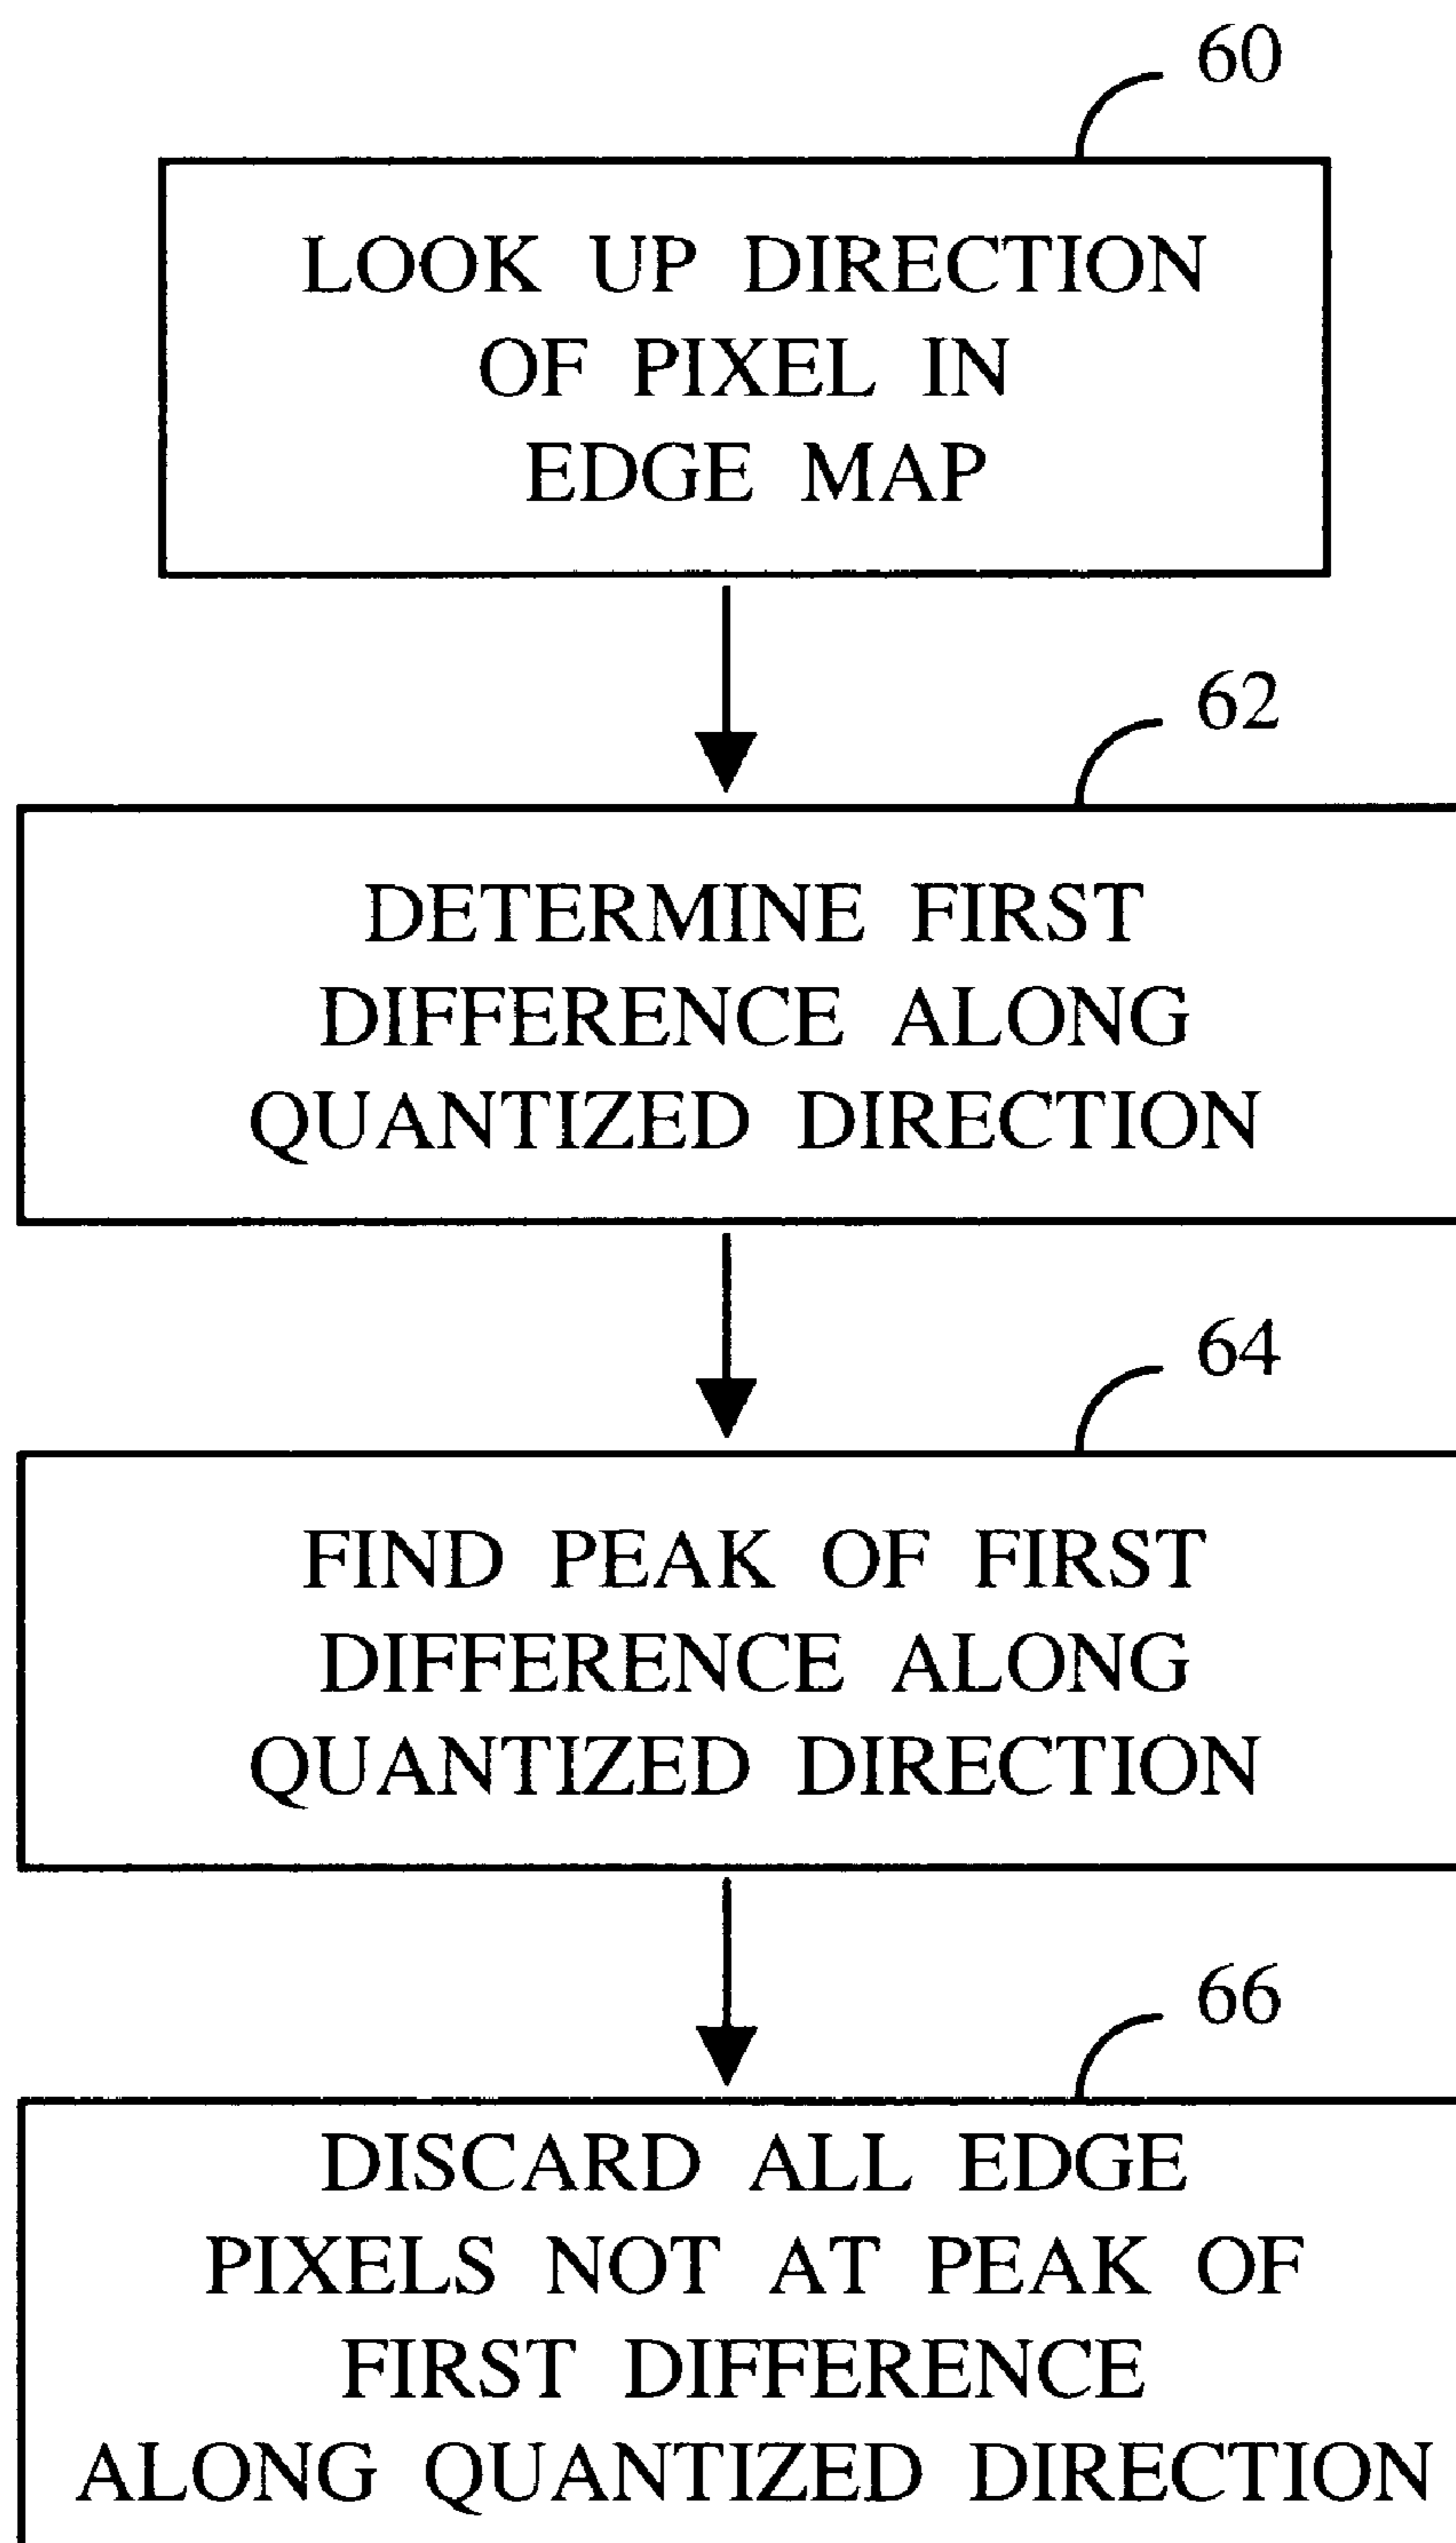 60
LOOK UP DIRECTION
OF PIXEL IN
EDGE MAP
62
DETERMINE FIRST
DIFFERENCE ALONG
QUANTIZED DIRECTION
64
FIND PEAK OF FIRST
DIFFERENCE ALONG
QUANTIZED DIRECTION
66
DISCARD ALL EDGE
PIXELS NOT AT PEAK OF
FIRST DIFFERENCE
ALONG QUANTIZED DIRECTION